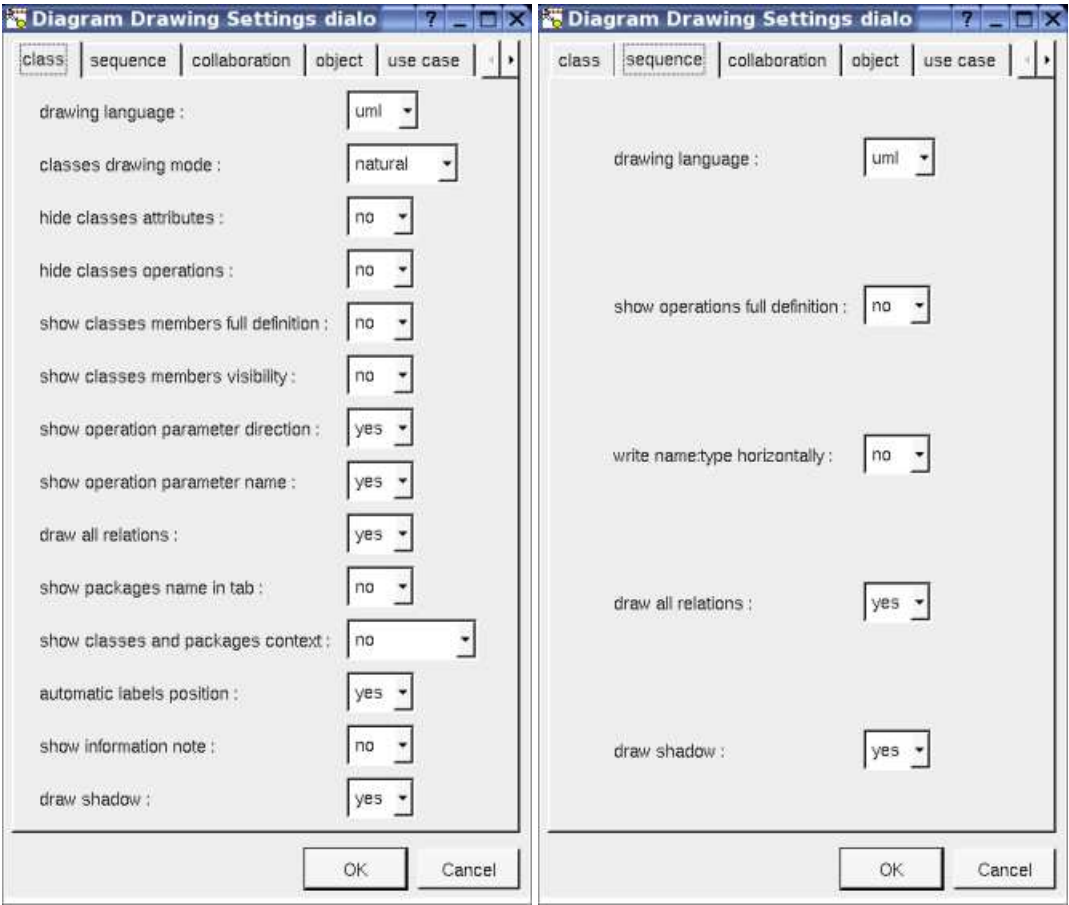 Diagram Drawing Settings dialo
class sequence collaboration object use case
drawing language : uml
classes drawing mode : natural
hide classes attributes : no
hide classes operations : no
show classes members full definition : no
show classes members visibility : no
show operation parameter direction : yes
show operation parameter name : yes
draw all relations : yes
show packages name in tab : no
show classes and packages context : no
automatic labels position : yes
show information note : no
draw shadow : yes
OK Cancel
Diagram Drawing Settings dialo
class sequence collaboration object use case
drawing language : uml
show operations full definition : no
write name:type horizontally : no
draw all relations : yes
draw shadow : yes
OK Cancel